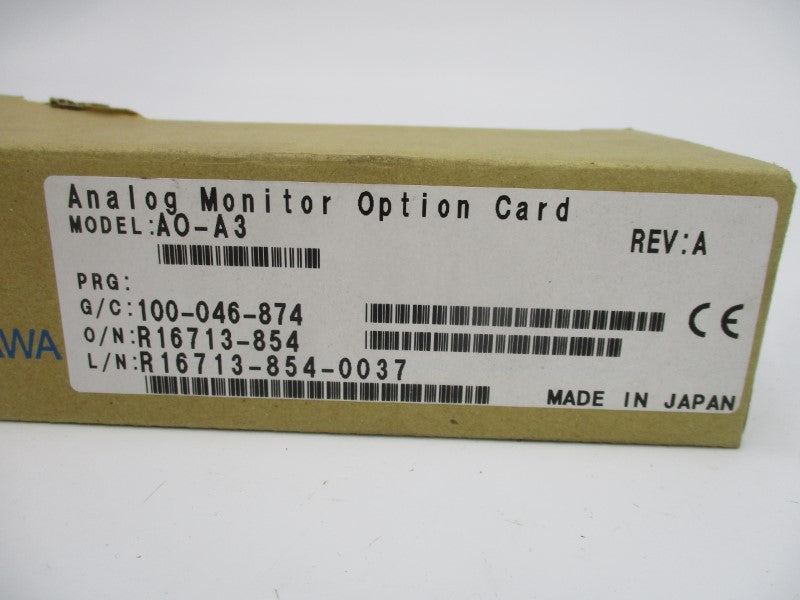 Analog Monitor Option Card
MODEL:AO-A3
REV:A
PRG:
G/C:100-046-874
O/N:R16713-854
L/N:R16713-854-0037
CE
MADE IN JAPAN
AWA